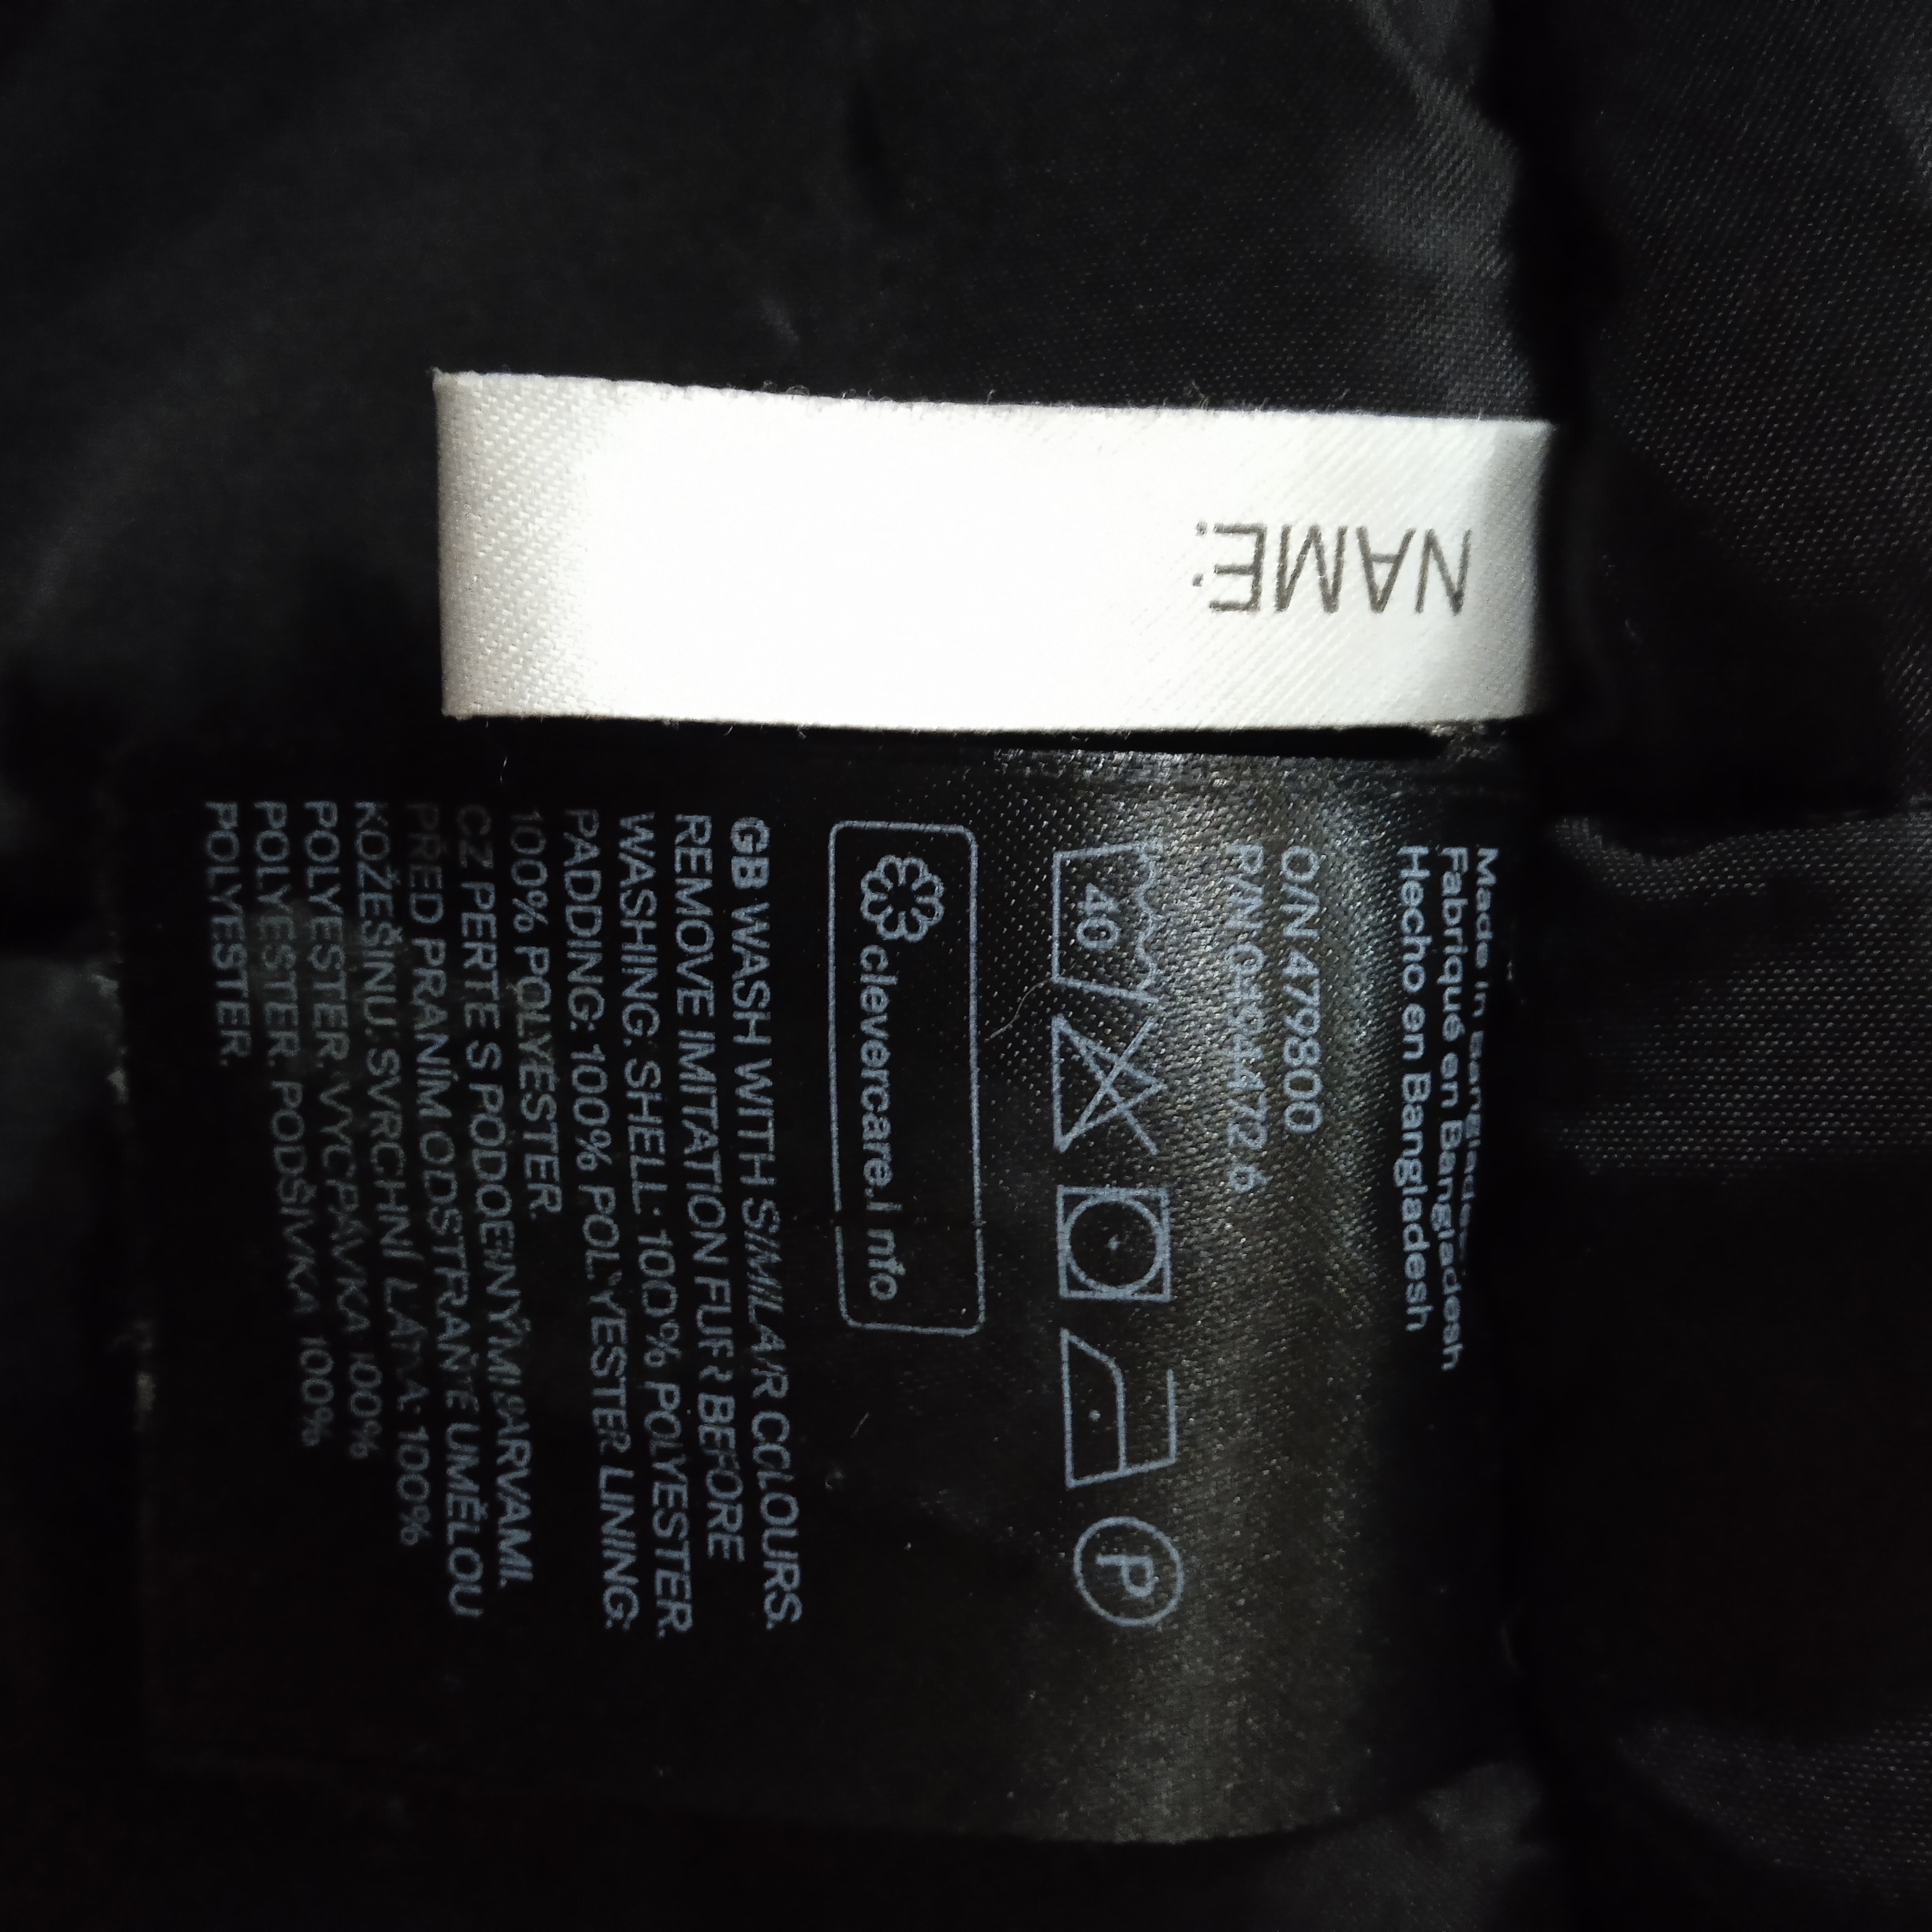 NAME:
Made in Bangladesh
Fabriqué en Bangladesh
Hecho en Bangladesh
O/N 479800
P/N 0194472 6
40
P
clevercare.info
GB WASH WITH SIMILAR COLOURS.
REMOVE IMITATION FUR BEFORE
WASHING. SHELL: 100% POLYESTER.
PADDING: 100% POLYESTER LINING:
100% POLYESTER.
CZ PERTE S PODOBNÝMI BARVAMI.
PŘED PRANÍM ODSTRAŇTE UMĚLOU
KOŽEŠINU. SVRCHNÍ LÁTKA: 100%
POLYESTER. VYCPÁVKA 100%
POLYESTER. PODŠÍVKA 100%
POLYESTER.